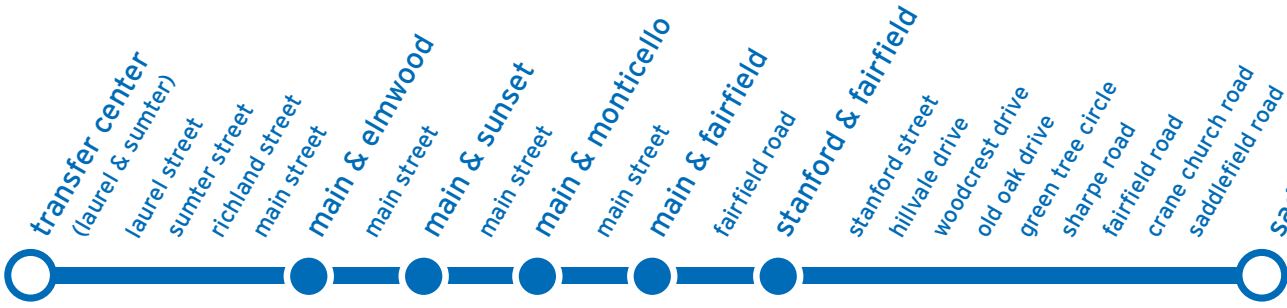 transfer center
(laurel & sumter)
laurel street
sumter street
richland street
main street
main & elmwood
main street
main & sunset
main street
main & monticello
main street
main & fairfield
fairfield road
stanford & fairfield
stanford street
hillvale drive
woodcrest drive
old oak drive
green tree circle
sharpe road
fairfield road
crane church road
saddlefield road